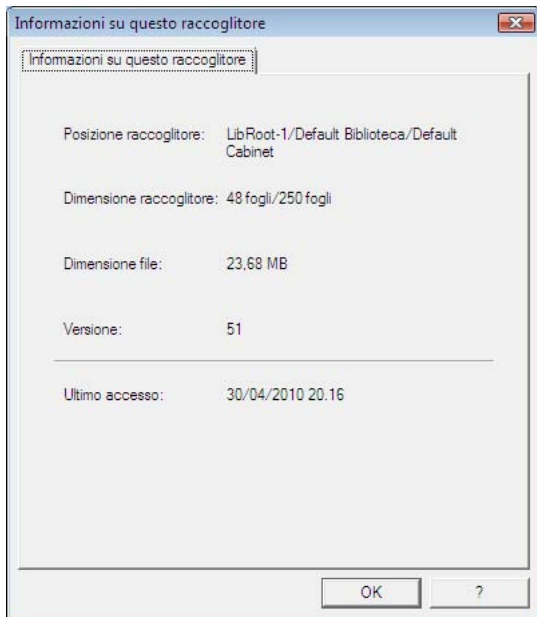 Informazioni su questo raccoglitore
Informazioni su questo raccoglitore
Posizione raccoglitore: LibRoot-1/Default Biblioteca/Default
Cabinet
Dimensione raccoglitore: 48 fogli/250 fogli
Dimensione file: 23,68 MB
Versione: 51
Ultimo accesso: 30/04/2010 20.16
OK ?